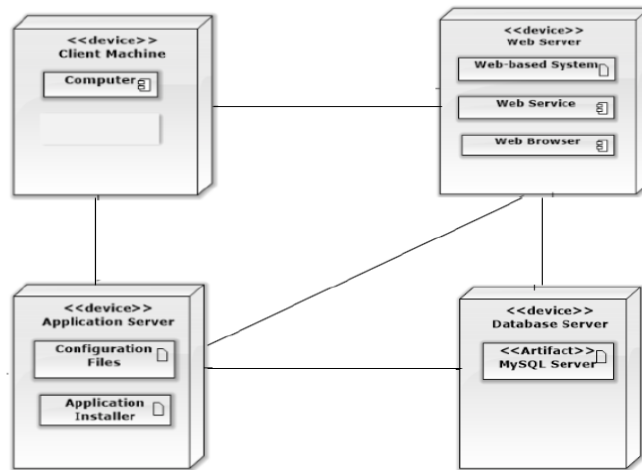 <<device>>
Client Machine
Computer
<<device>>
Web Server
Web-based System
Web Service
Web Browser
<<device>>
Application Server
Configuration
Files
Application
Installer
<<device>>
Database Server
<<Artifact>>
MySQL Server